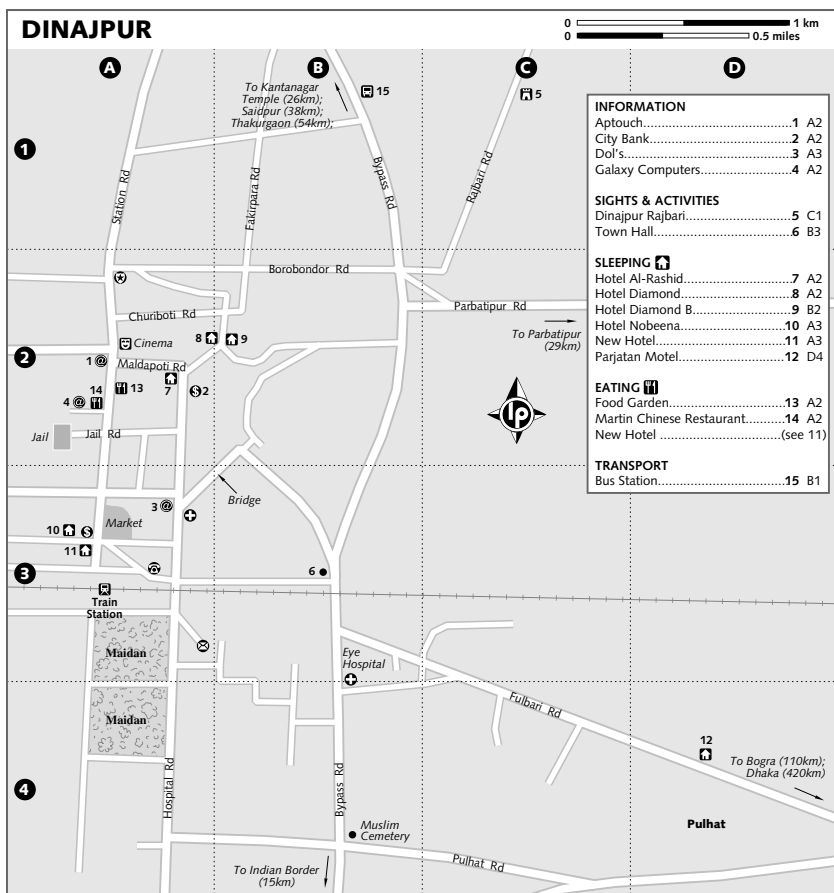 DINAJPUR
0 1 km
0 0.5 miles
A B C D
To Kantanagar
Temple (26km);
Saidpur (38km);
Thakurgaon (54km);
15
5
1
Station Rd
Fakirpara Rd
Bypass Rd
Rajbari Rd
INFORMATION
Aptouch..............................1 A2
City Bank............................2 A2
Dol's..................................3 A3
Galaxy Computers................4 A2
SIGHTS & ACTIVITIES
Dinajpur Rajbari...................5 C1
Town Hall...........................6 B3
SLEEPING
Hotel Al-Rashid....................7 A2
Hotel Diamond.....................8 A2
Hotel Diamond B..................9 B2
Hotel Nobeena...................10 A3
New Hotel.........................11 A3
Parjatan Motel...................12 D4
EATING
Food Garden......................13 A2
Martin Chinese Restaurant.....14 A2
New Hotel ....................(see 11)
TRANSPORT
Bus Station.......................15 B1
Borobondor Rd
Churiboti Rd
Parbatipur Rd
To Parbatipur
(29km)
2
Cinema
8 9
1 @
Maldapoti Rd
14 13 7 $ 2
4 @
Jail
Jail Rd
lp
Bridge
3 @
Market
10 $
11
3
6
Train
Station
Maidan
Eye
Hospital
Maidan
Fulbari Rd
12
To Bogra (110km);
Dhaka (420km)
4
Hospital Rd
Bypass Rd
Pulhat
Muslim
Cemetery
Pulhat Rd
To Indian Border
(15km)